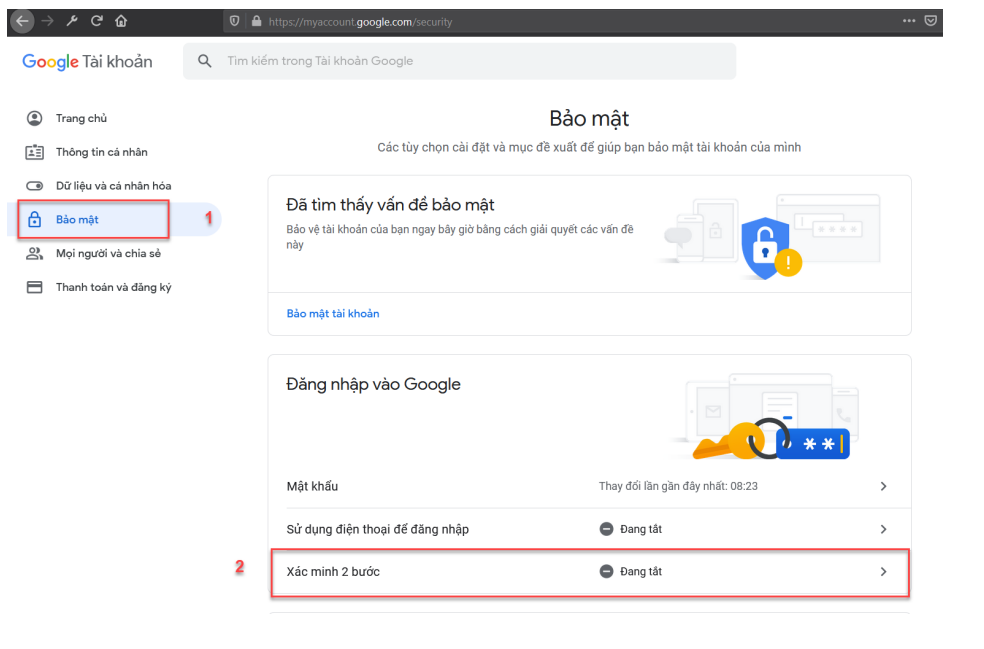 https://myaccount.google.com/security
Google Tài khoản
Tìm kiếm trong Tài khoản Google
Trang chủ
Thông tin cá nhân
Dữ liệu và cá nhân hóa
Bảo mật
1
Mọi người và chia sẻ
Thanh toán và đăng ký
Bảo mật
Các tùy chọn cài đặt và mục đề xuất để giúp bạn bảo mật tài khoản của mình
Đã tìm thấy vấn đề bảo mật
Bảo vệ tài khoản của bạn ngay bây giờ bằng cách giải quyết các vấn đề
này
Bảo mật tài khoản
Đăng nhập vào Google
Mật khẩu
Thay đổi lần gần đây nhất: 08:23
Sử dụng điện thoại để đăng nhập
Đang tắt
2
Xác minh 2 bước
Đang tắt